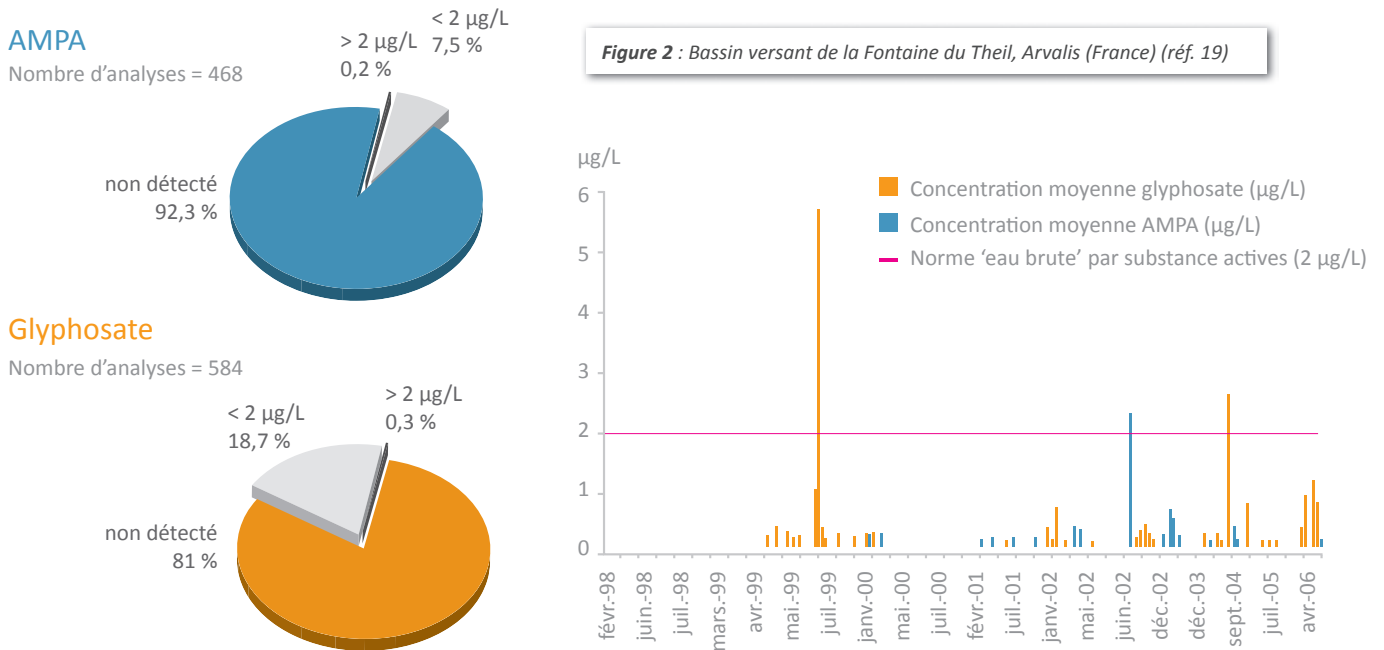 AMPA
Nombre d'analyses = 468
> 2 µg/L
0,2 %
< 2 µg/L
7,5 %
non détecté
92,3 %
Glyphosate
Nombre d'analyses = 584
< 2 µg/L
18,7 %
> 2 µg/L
0,3 %
non détecté
81 %
Figure 2 : Bassin versant de la Fontaine du Theil, Arvalis (France) (réf. 19)
µg/L
Concentration moyenne glyphosate (µg/L)
Concentration moyenne AMPA (µg/L)
Norme ‘eau brute’ par substance actives (2 µg/L)
6
5
4
3
2
1
0
févr.-98
juin.-98
juil.-98
mars.-99
avr.-99
mai.-99
juil.-99
janv.-00
mai.-00
juil.-00
févr.-01
juil.-01
janv.-02
mai.-02
juin.-02
déc.-02
déc.-03
sept.-04
juil.-05
avr.-06